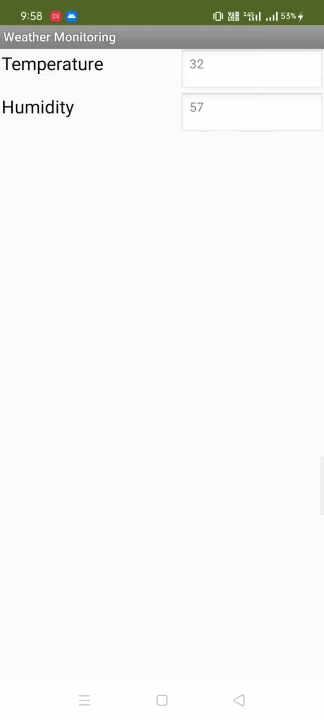 9:58 53%
Weather Monitoring
Temperature 32
Humidity 57